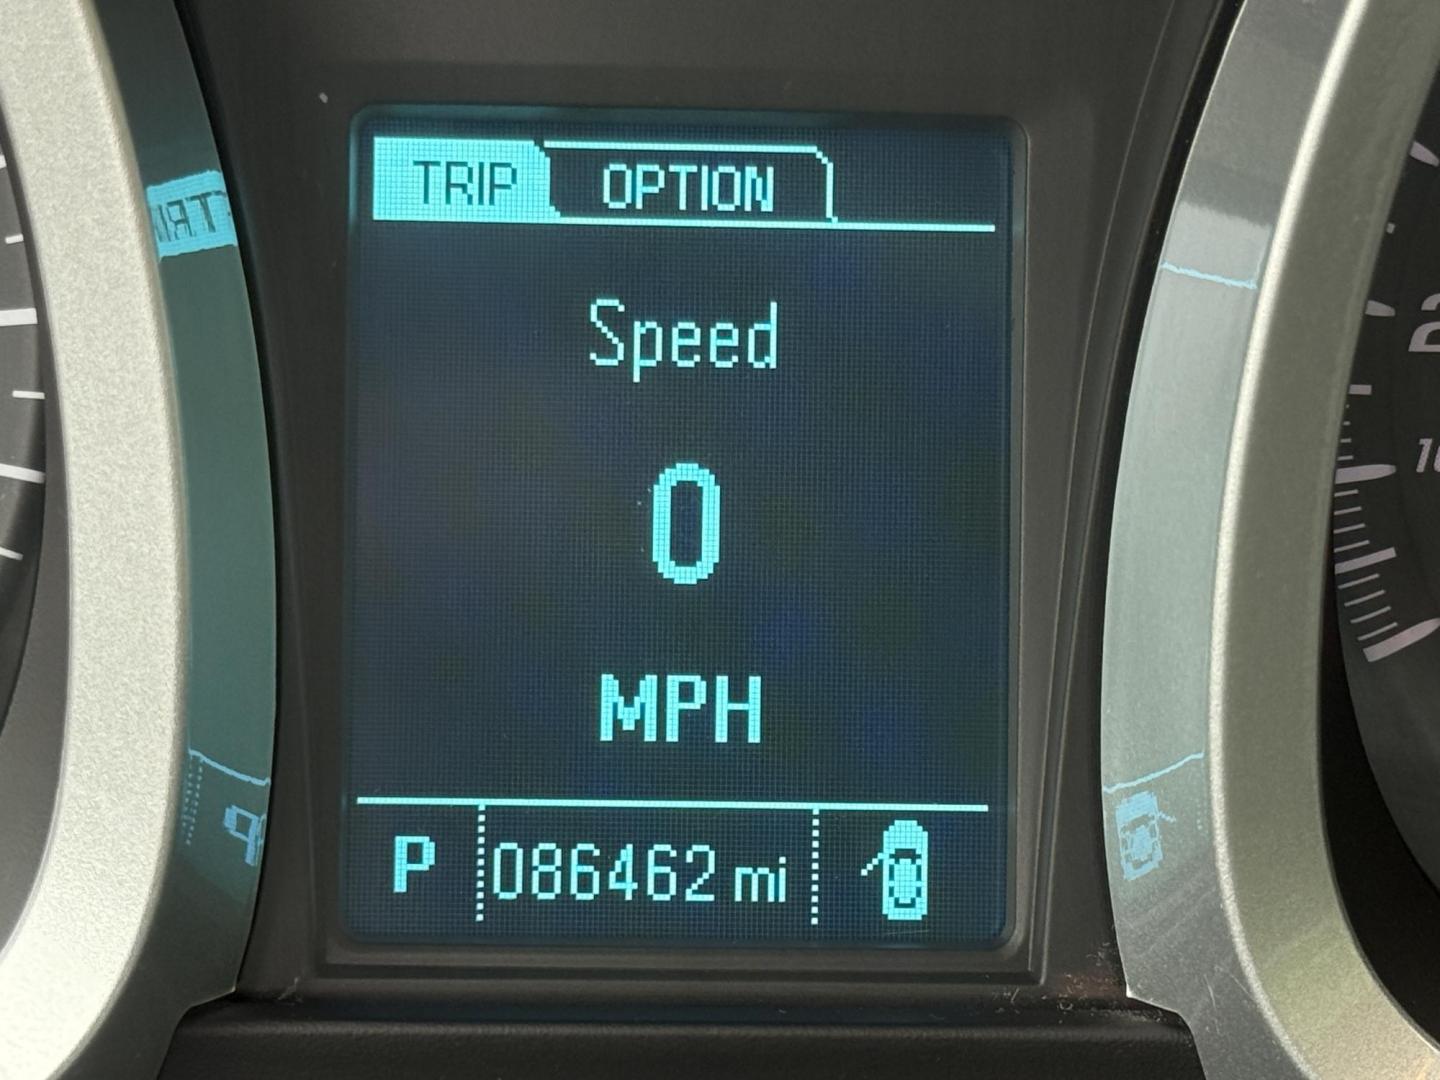 TRIP OPTION
Speed
0
MPH
P 086462 mi